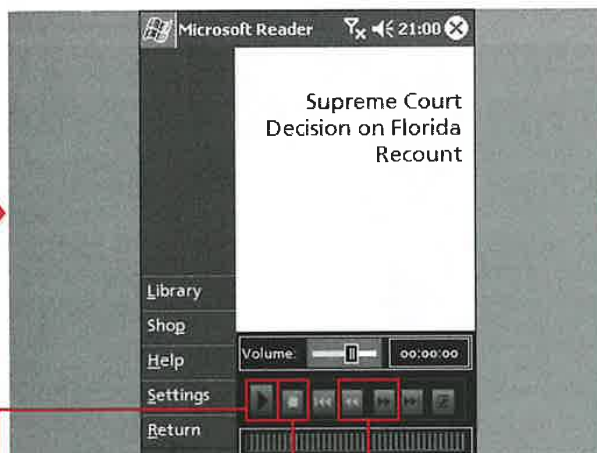 Microsoft Reader 21:00
Supreme Court
Decision on Florida
Recount
Library
Shop
Help
Settings
Return
Volume: 00:00:00